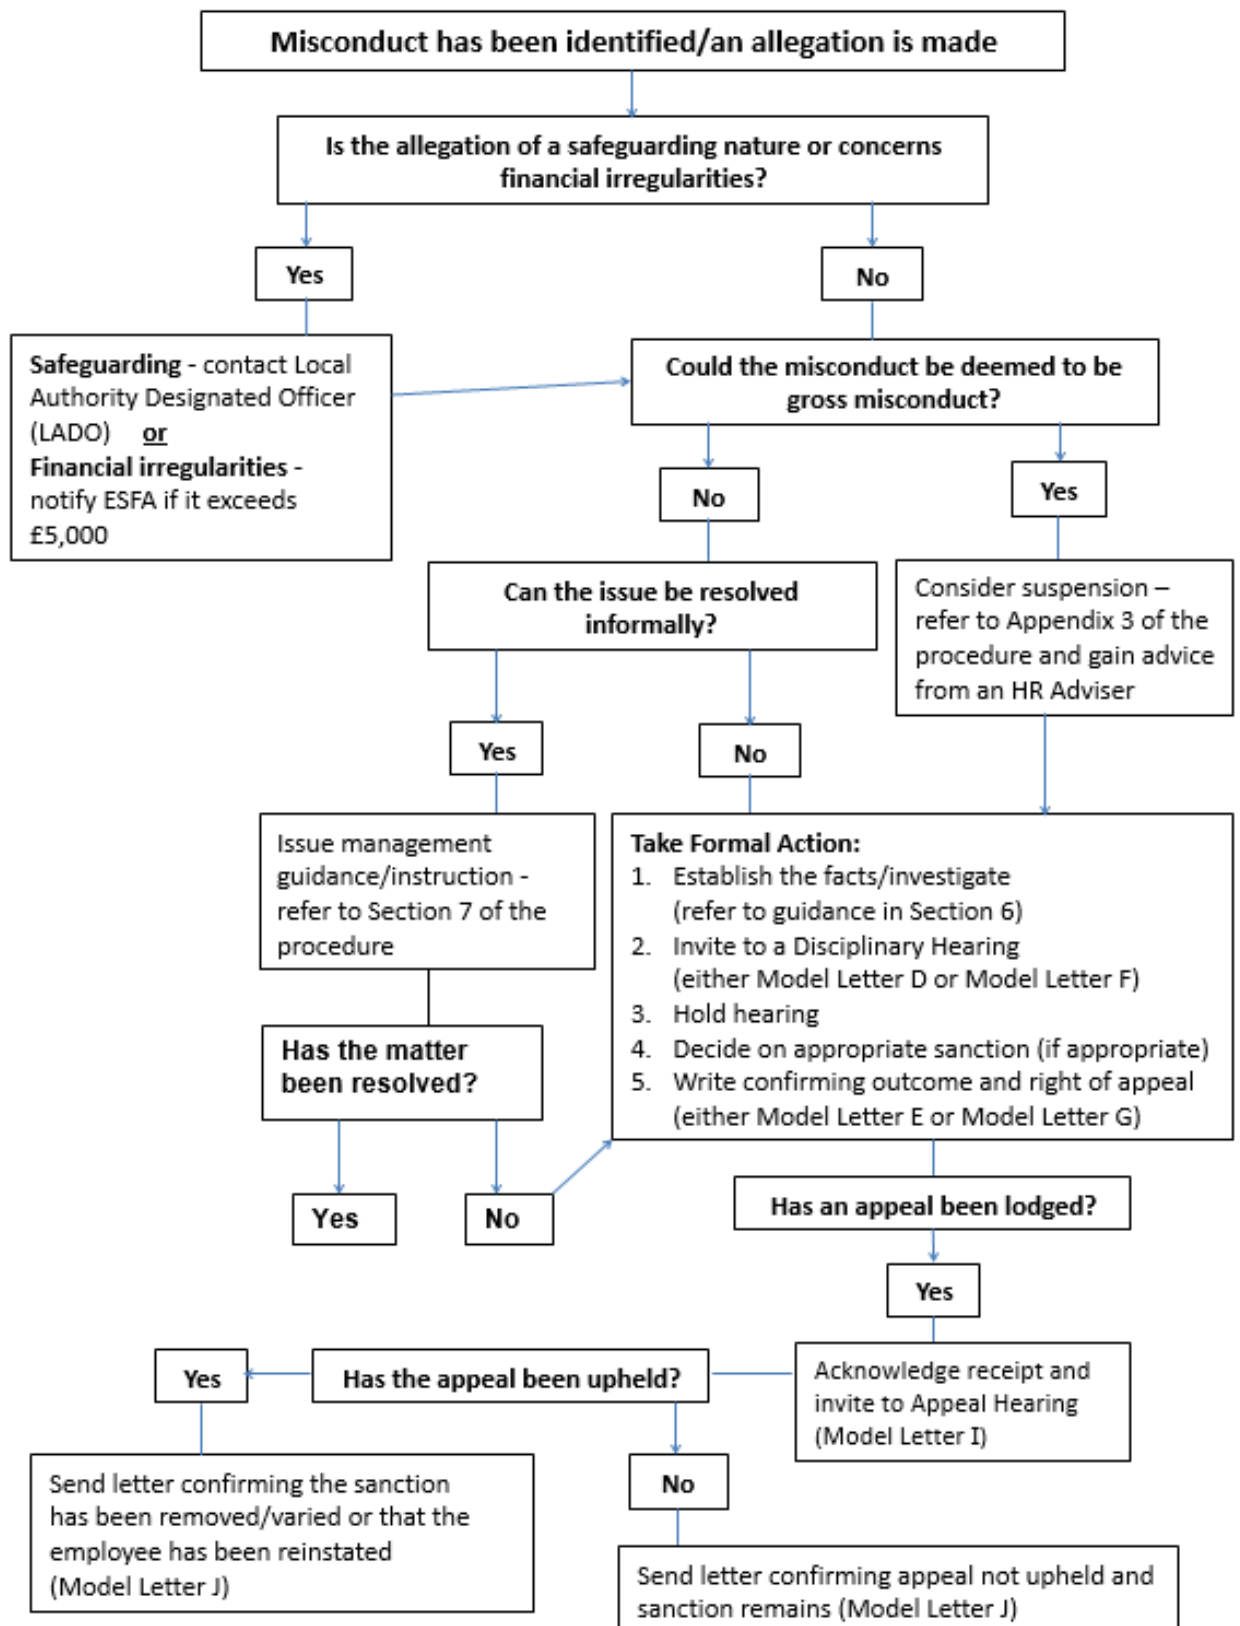 Misconduct has been identified/an allegation is made
Is the allegation of a safeguarding nature or concerns
financial irregularities?
Yes
No
Safeguarding - contact Local
Authority Designated Officer
(LADO) or
Financial irregularities -
notify ESFA if it exceeds
£5,000
Could the misconduct be deemed to be
gross misconduct?
No
Yes
Can the issue be resolved
informally?
Consider suspension –
refer to Appendix 3 of the
procedure and gain advice
from an HR Adviser
Yes
No
Issue management
guidance/instruction -
refer to Section 7 of the
procedure
Take Formal Action:
1. Establish the facts/investigate
(refer to guidance in Section 6)
2. Invite to a Disciplinary Hearing
(either Model Letter D or Model Letter F)
3. Hold hearing
4. Decide on appropriate sanction (if appropriate)
5. Write confirming outcome and right of appeal
(either Model Letter E or Model Letter G)
Has the matter
been resolved?
Yes
No
Has an appeal been lodged?
Yes
Acknowledge receipt and
invite to Appeal Hearing
(Model Letter I)
Has the appeal been upheld?
Yes
No
Send letter confirming the sanction
has been removed/varied or that the
employee has been reinstated
(Model Letter J)
Send letter confirming appeal not upheld and
sanction remains (Model Letter J)